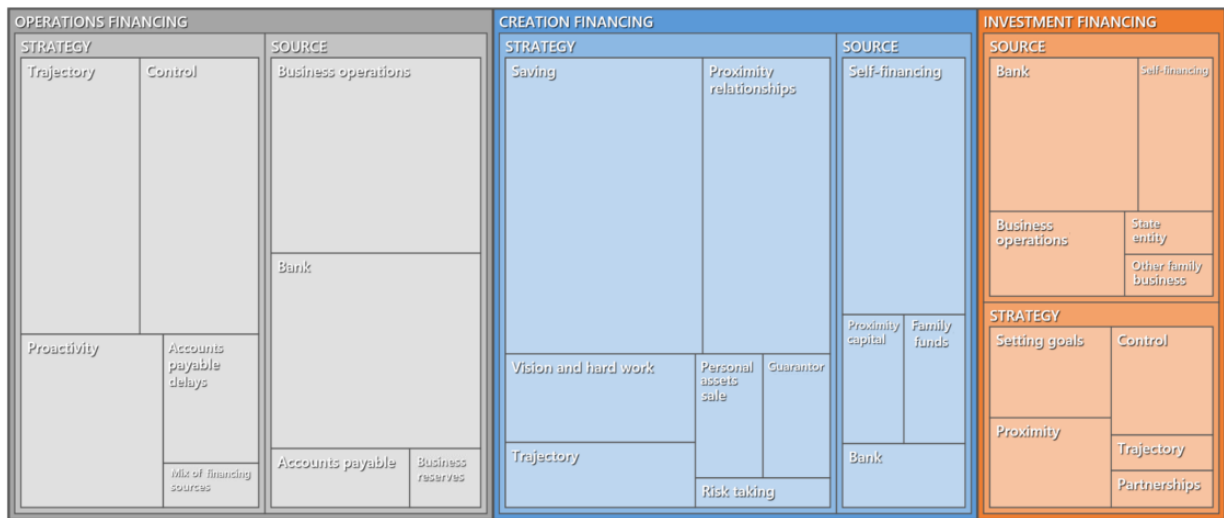 OPERATIONS FINANCING
STRATEGY
Trajectory
Control
Proactivity
Accounts
payable
delays
Mix of financing
sources
SOURCE
Business operations
Bank
Accounts payable
Business
reserves
CREATION FINANCING
STRATEGY
Saving
Proximity
relationships
Vision and hard work
Trajectory
Personal
assets
sale
Guarantor
Risk taking
SOURCE
Self-financing
Proximity
capital
Family
funds
Bank
INVESTMENT FINANCING
SOURCE
Bank
Self-financing
Business
operations
State
entity
Other family
business
STRATEGY
Setting goals
Control
Proximity
Trajectory
Partnerships